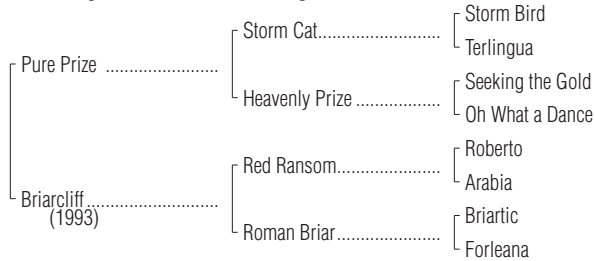 Storm Bird
Storm Cat........................
Terlingua
Pure Prize .......................
Seeking the Gold
Heavenly Prize .................
Oh What a Dance
Roberto
Red Ransom.....................
Arabia
Briarcliff...........................
(1993)
Briartic
Roman Briar.....................
Forleana